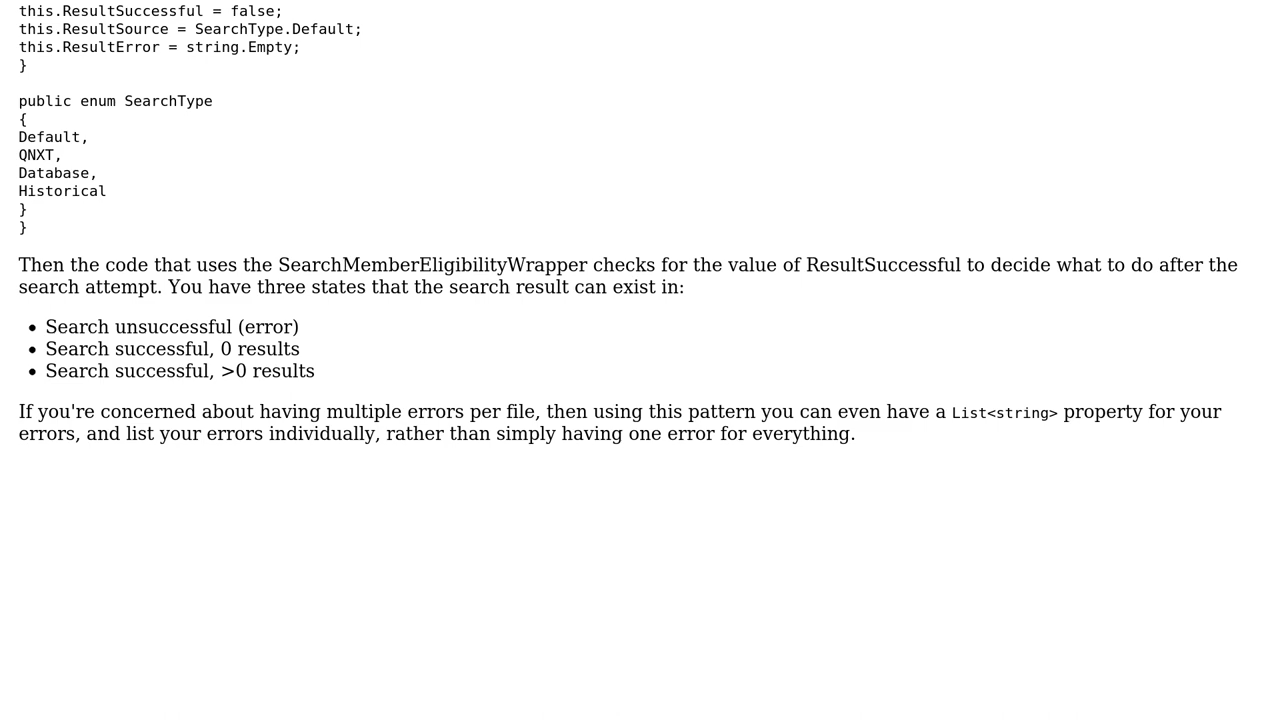 this.ResultSuccessful = false;
this.ResultSource = SearchType.Default;
this.ResultError = string.Empty;
}
public enum SearchType
{
Default,
QNXT,
Database,
Historical
}
}
Then the code that uses the SearchMemberEligibilityWrapper checks for the value of ResultSuccessful to decide what to do after the
search attempt. You have three states that the search result can exist in:
• Search unsuccessful (error)
• Search successful, 0 results
• Search successful, >0 results
If you're concerned about having multiple errors per file, then using this pattern you can even have a List<string> property for your
errors, and list your errors individually, rather than simply having one error for everything.